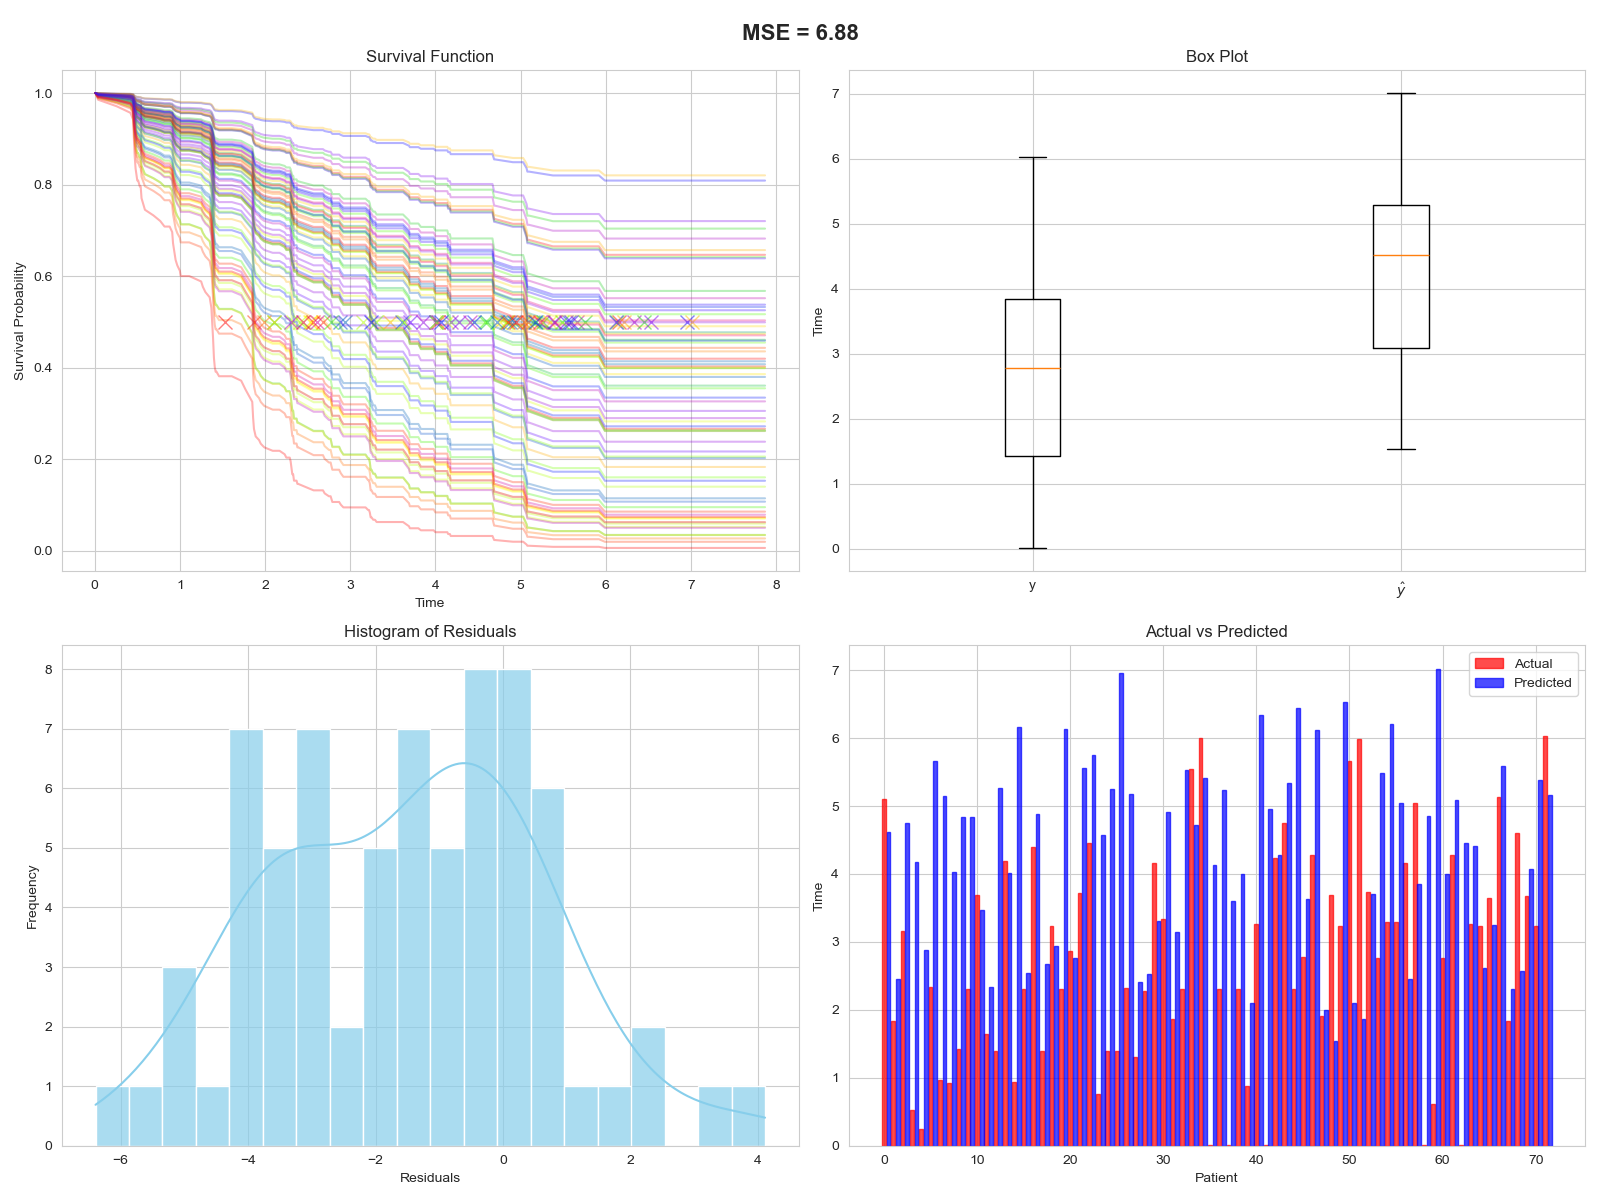 MSE = 6.88
Survival Function
Survival Probability
1.0
0.8
0.6
0.4
0.2
0.0
0 1 2 3 4 5 6 7 8
Time
Box Plot
Time
7
6
5
4
3
2
1
0
y ŷ
Histogram of Residuals
Frequency
8
7
6
5
4
3
2
1
0
−6 −4 −2 0 2 4
Residuals
Actual vs Predicted
Time
7
6
5
4
3
2
1
0
Actual
Predicted
0 10 20 30 40 50 60 70
Patient